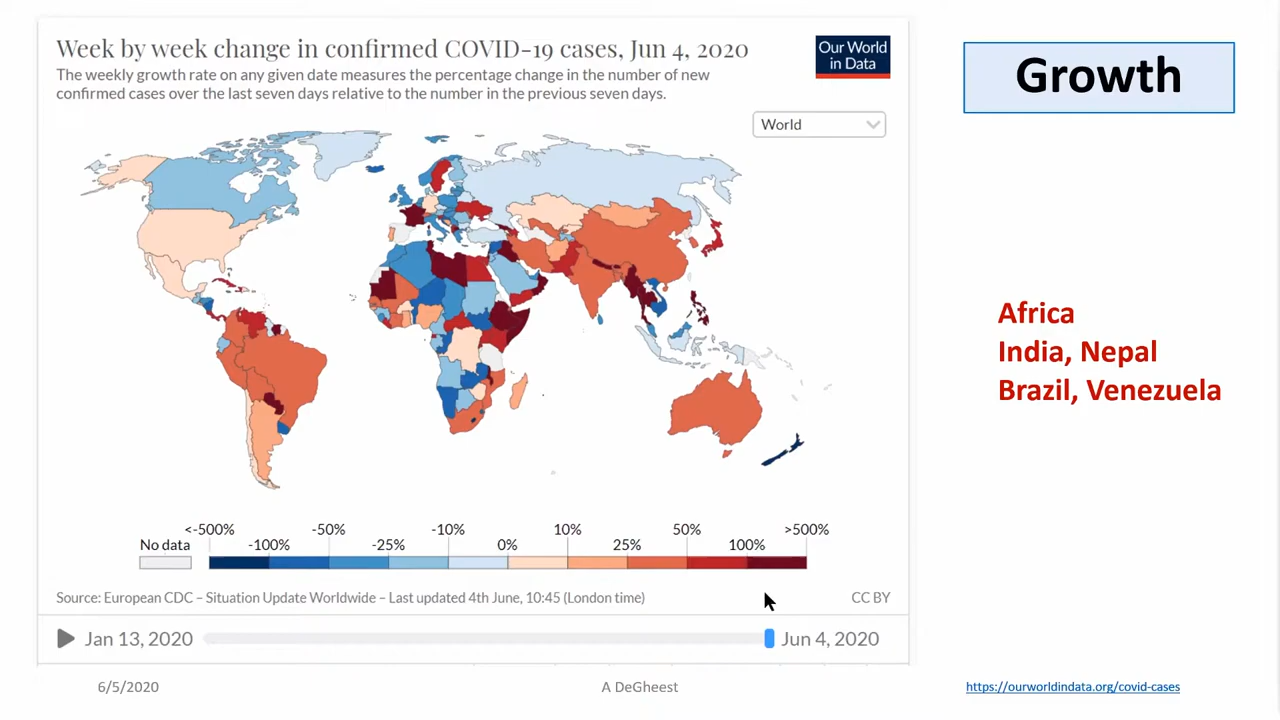 Week by week change in confirmed COVID-19 cases, Jun 4, 2020
The weekly growth rate on any given date measures the percentage change in the number of new
confirmed cases over the last seven days relative to the number in the previous seven days.
Our World
in Data
World
Growth
Africa
India, Nepal
Brazil, Venezuela
<-500% -50% -10% 10% 50% >500%
No data -100% -25% 0% 25% 100%
Source: European CDC – Situation Update Worldwide – Last updated 4th June, 10:45 (London time) CC BY
Jan 13, 2020 Jun 4, 2020
6/5/2020 A DeGheest https://ourworldindata.org/covid-cases